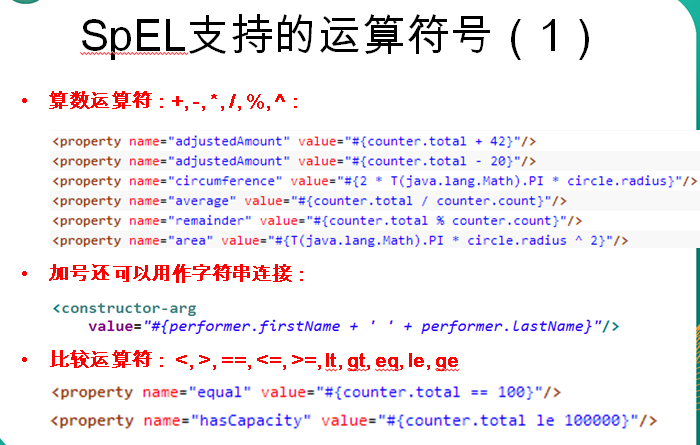 SpEL支持的运算符号（1）
• 算数运算符：+, -, *, /, %, ^：
<property name="adjustedAmount" value="#{counter.total + 42}"/>
<property name="adjustedAmount" value="#{counter.total - 20}"/>
<property name="circumference" value="#{2 * T(java.lang.Math).PI * circle.radius}"/>
<property name="average" value="#{counter.total / counter.count}"/>
<property name="remainder" value="#{counter.total % counter.count}"/>
<property name="area" value="#{T(java.lang.Math).PI * circle.radius ^ 2}"/>
• 加号还可以用作字符串连接：
<constructor-arg
value="#{performer.firstName + ' ' + performer.lastName}"/>
• 比较运算符： <, >, ==, <=, >=, lt, gt, eq, le, ge
<property name="equal" value="#{counter.total == 100}"/>
<property name="hasCapacity" value="#{counter.total le 100000}"/>